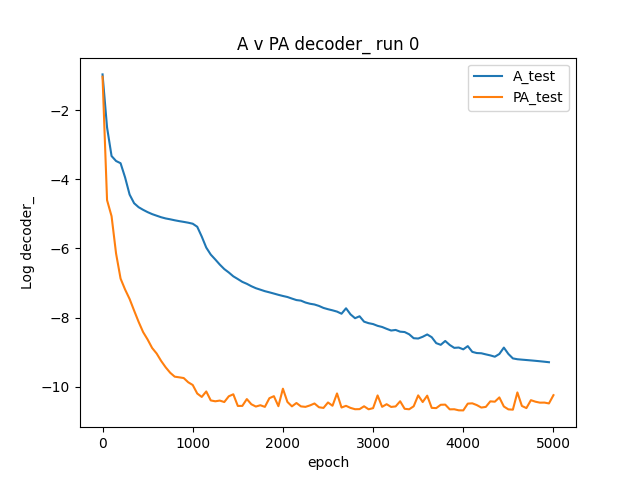 A v PA decoder_ run 0
A_test
PA_test
Log decoder_
−2
−4
−6
−8
−10
0
1000
2000
3000
4000
5000
epoch